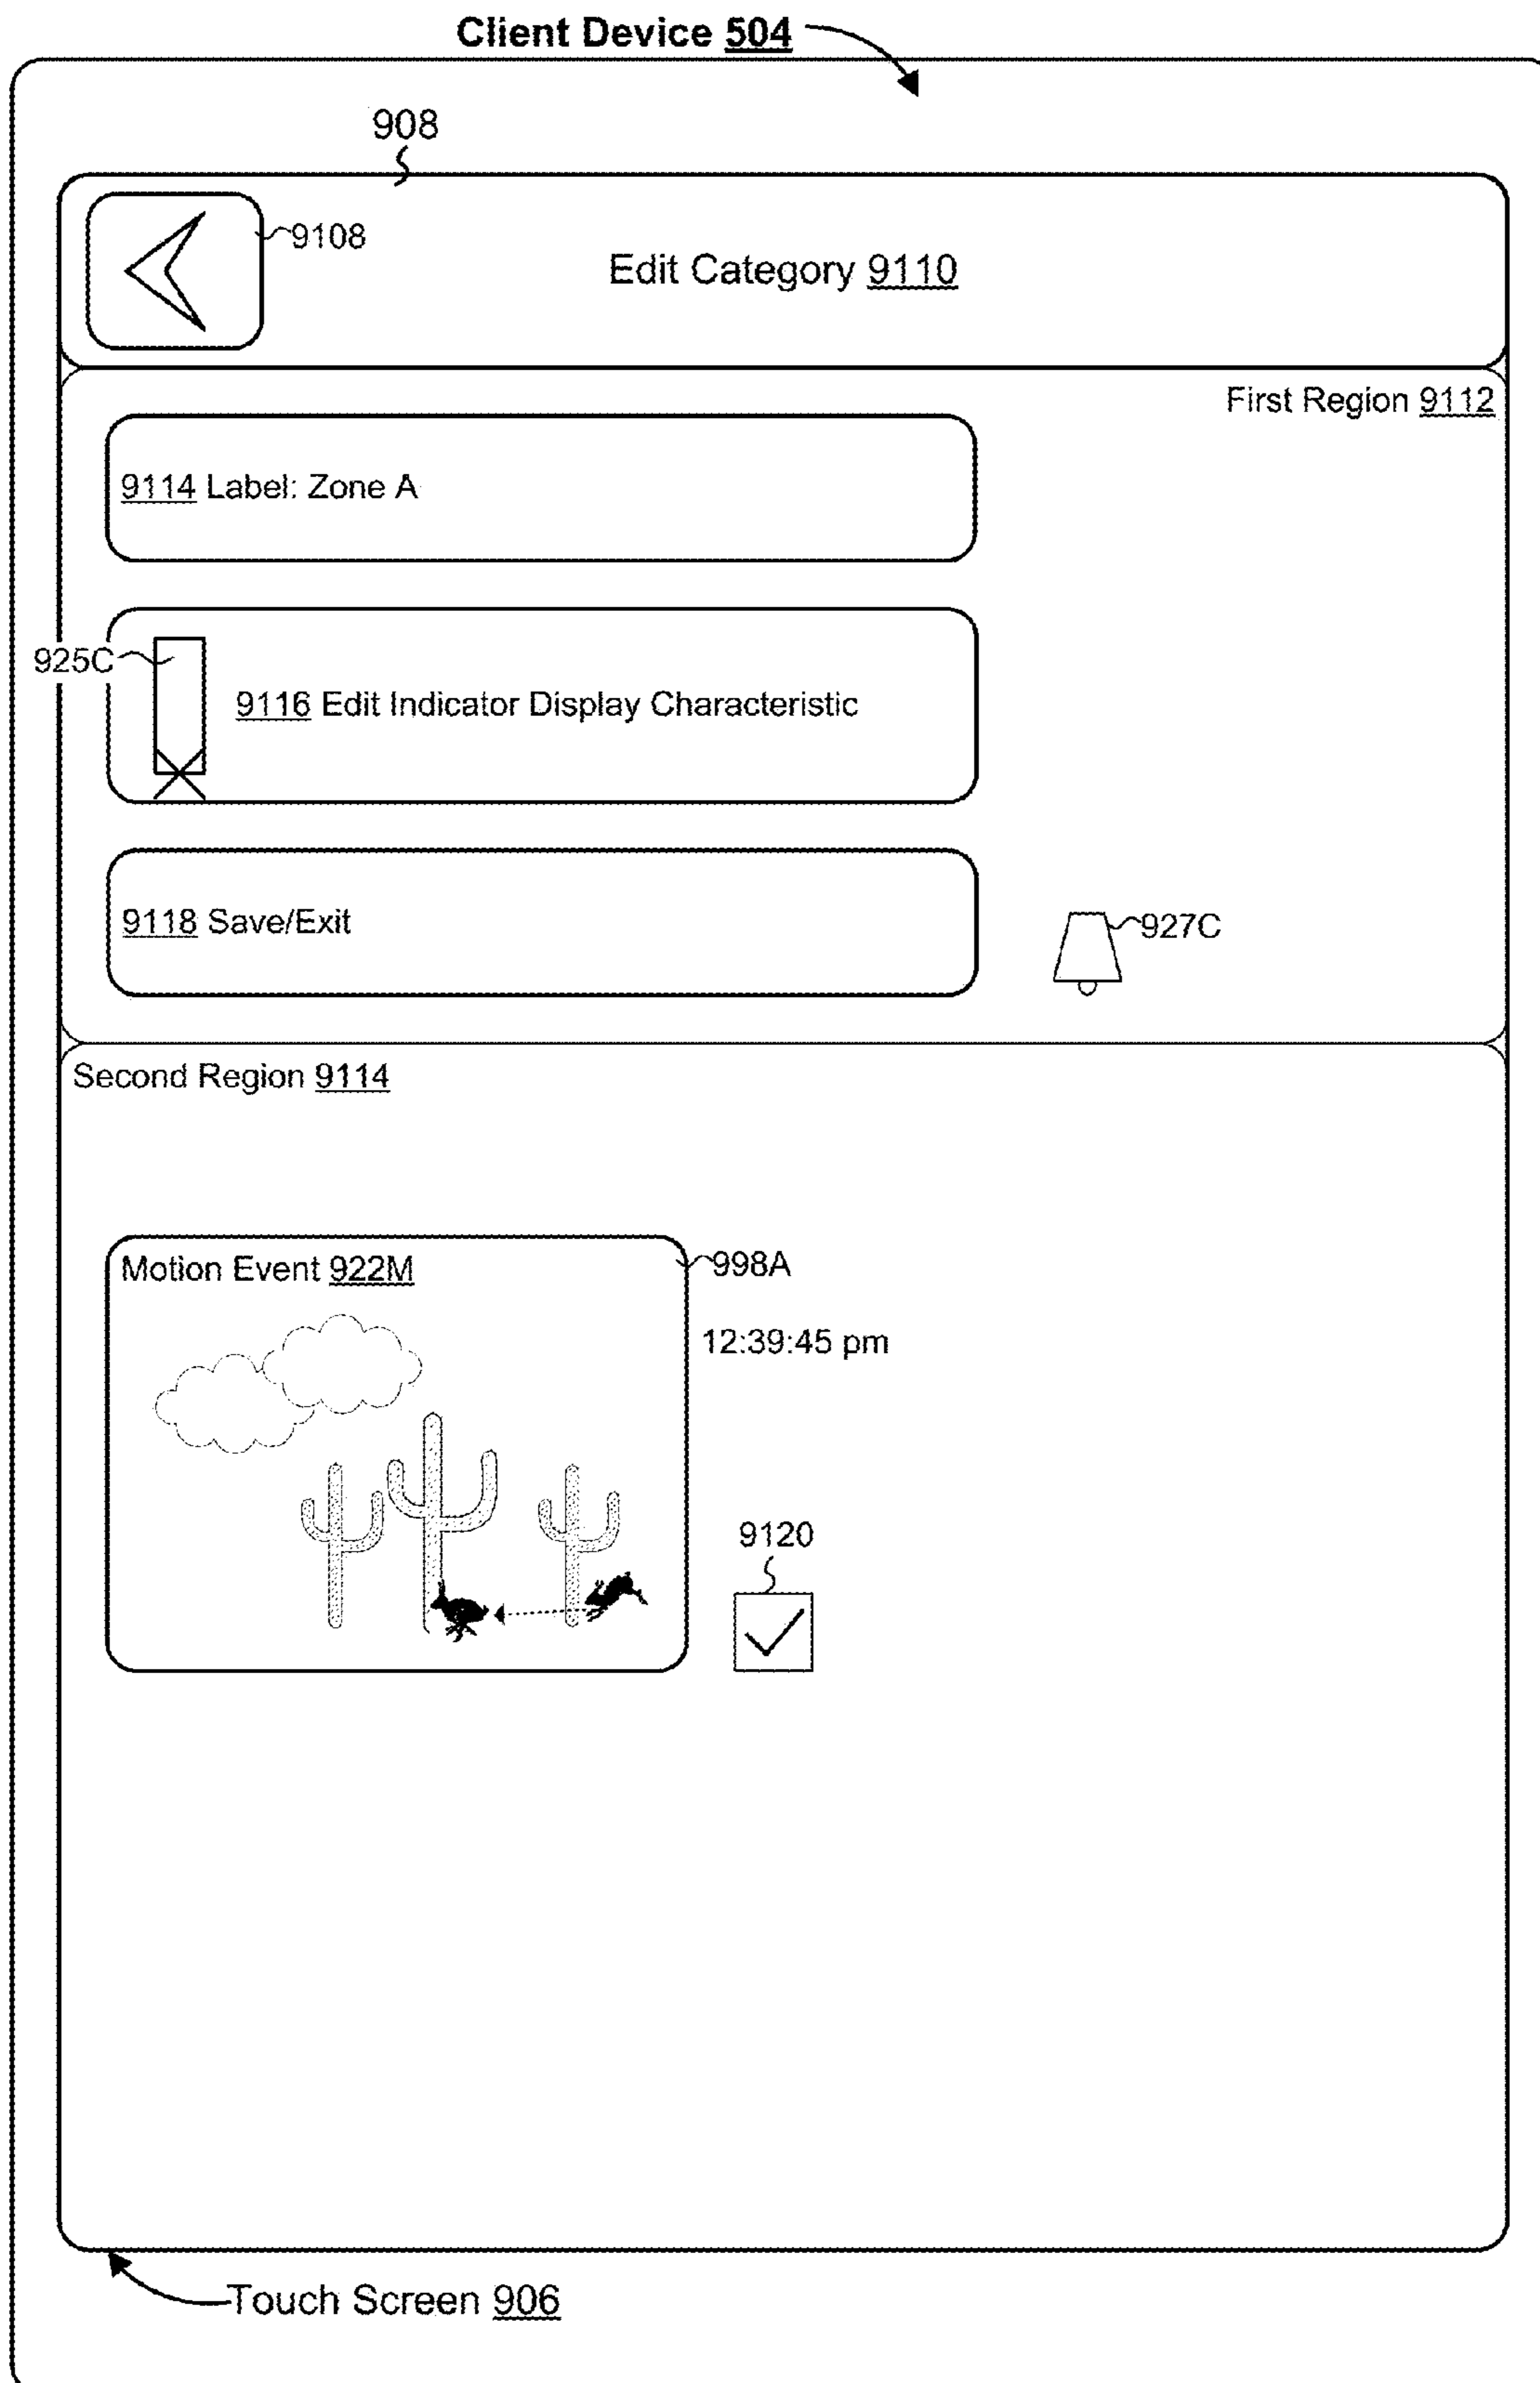 Client Device 504
908
9108
Edit Category 9110
First Region 9112
9114 Label: Zone A
925C
9116 Edit Indicator Display Characteristic
9118 Save/Exit
927C
Second Region 9114
Motion Event 922M
998A
12:39:45 pm
9120
Touch Screen 906